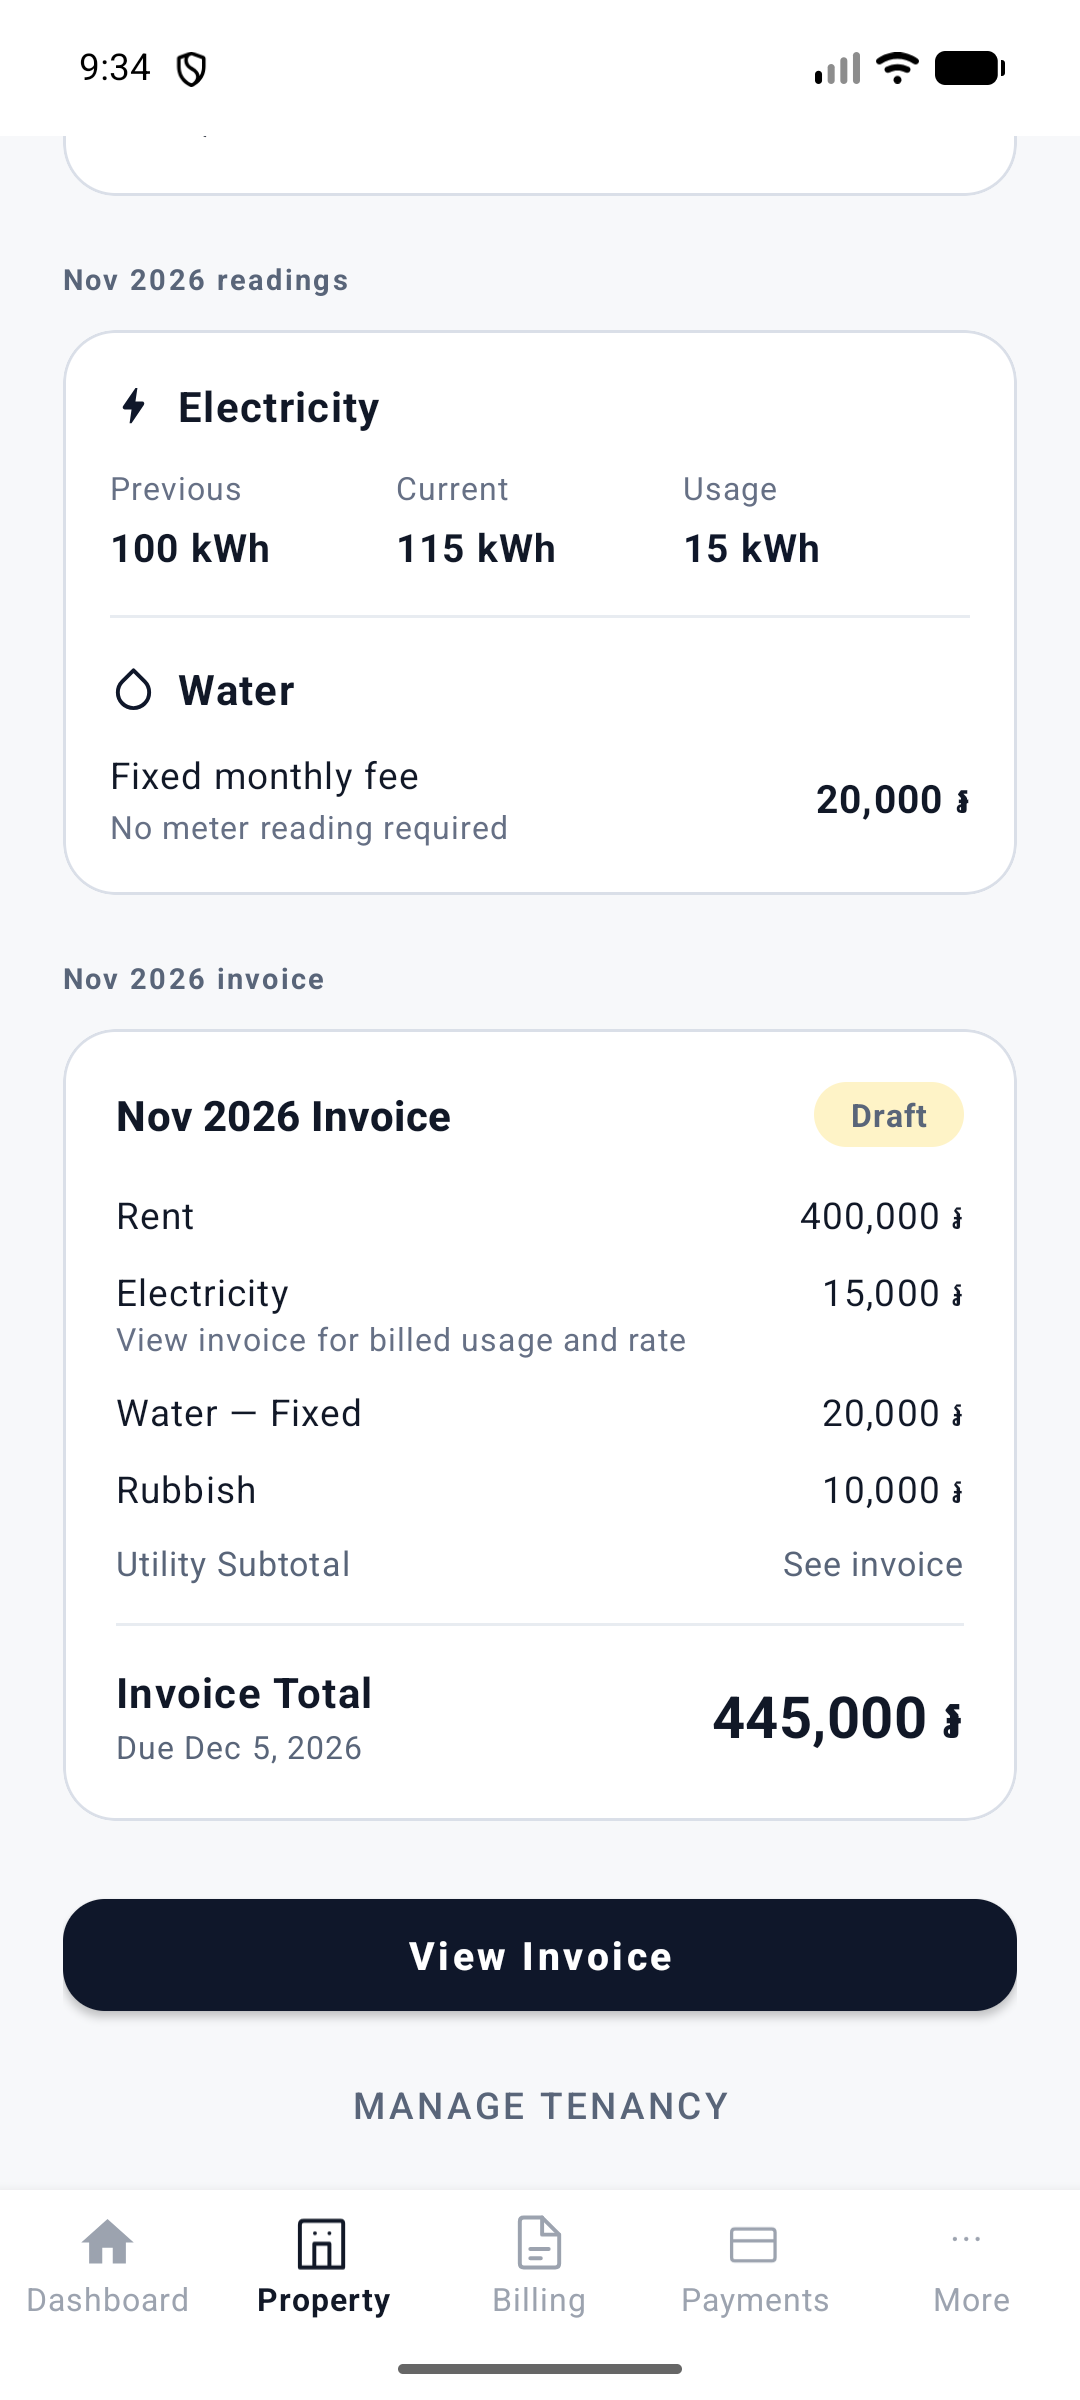 9:34
Nov 2026 readings
Electricity
Previous Current Usage
100 kWh 115 kWh 15 kWh
Water
Fixed monthly fee
20,000 ៛
No meter reading required
Nov 2026 invoice
Nov 2026 Invoice Draft
Rent 400,000 ៛
Electricity 15,000 ៛
View invoice for billed usage and rate
Water — Fixed 20,000 ៛
Rubbish 10,000 ៛
Utility Subtotal See invoice
Invoice Total 445,000 ៛
Due Dec 5, 2026
View Invoice
MANAGE TENANCY
Dashboard Property Billing Payments More